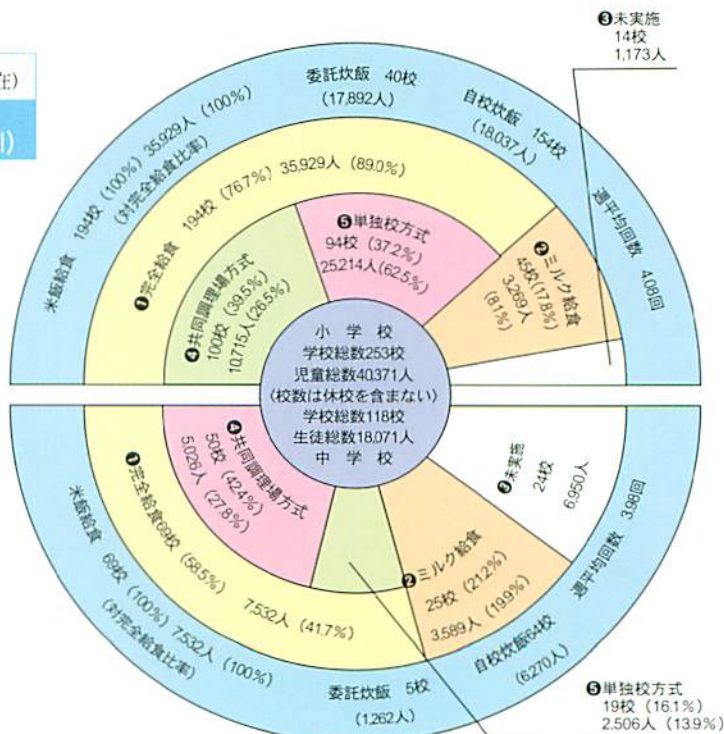 在)
❸未実施
14校
1,173人
委託炊飯 40校
(17,892人)
自校炊飯 154校
(18,037人)
週平均回数 4.08回
米飯給食 194校 (100%) 35,929人 (100%)
(対完全給食比率)
❶完全給食 194校 (76.7%) 35,929人 (89.0%)
❺単独校方式
94校 (37.2%)
25,214人(62.5%)
❹共同調理場方式
100校 (39.5%)
10,715人(26.5%)
❷ミルク給食
45校(17.8%)
3,269人
(8.1%)
小学校
学校総数253校
児童総数40,371人
〈校数は休校を含まない〉
学校総数118校
生徒総数18,071人
中学校
❹共同調理場方式
50校 (42.4%)
5,026人 (27.8%)
❶完全給食69校 (58.5%) 7,532人 (41.7%)
米飯給食 69校 (100%) 7,532人 (100%)
(対完全給食比率)
❸未実施
24校
6,950人
❷ミルク給食
25校 (21.2%)
3,589人 (19.9%)
週平均回数 3.98回
自校炊飯64校
(6,270人)
委託炊飯 5校
(1,262人)
❺単独校方式
19校 (16.1%)
2,506人 (13.9%)